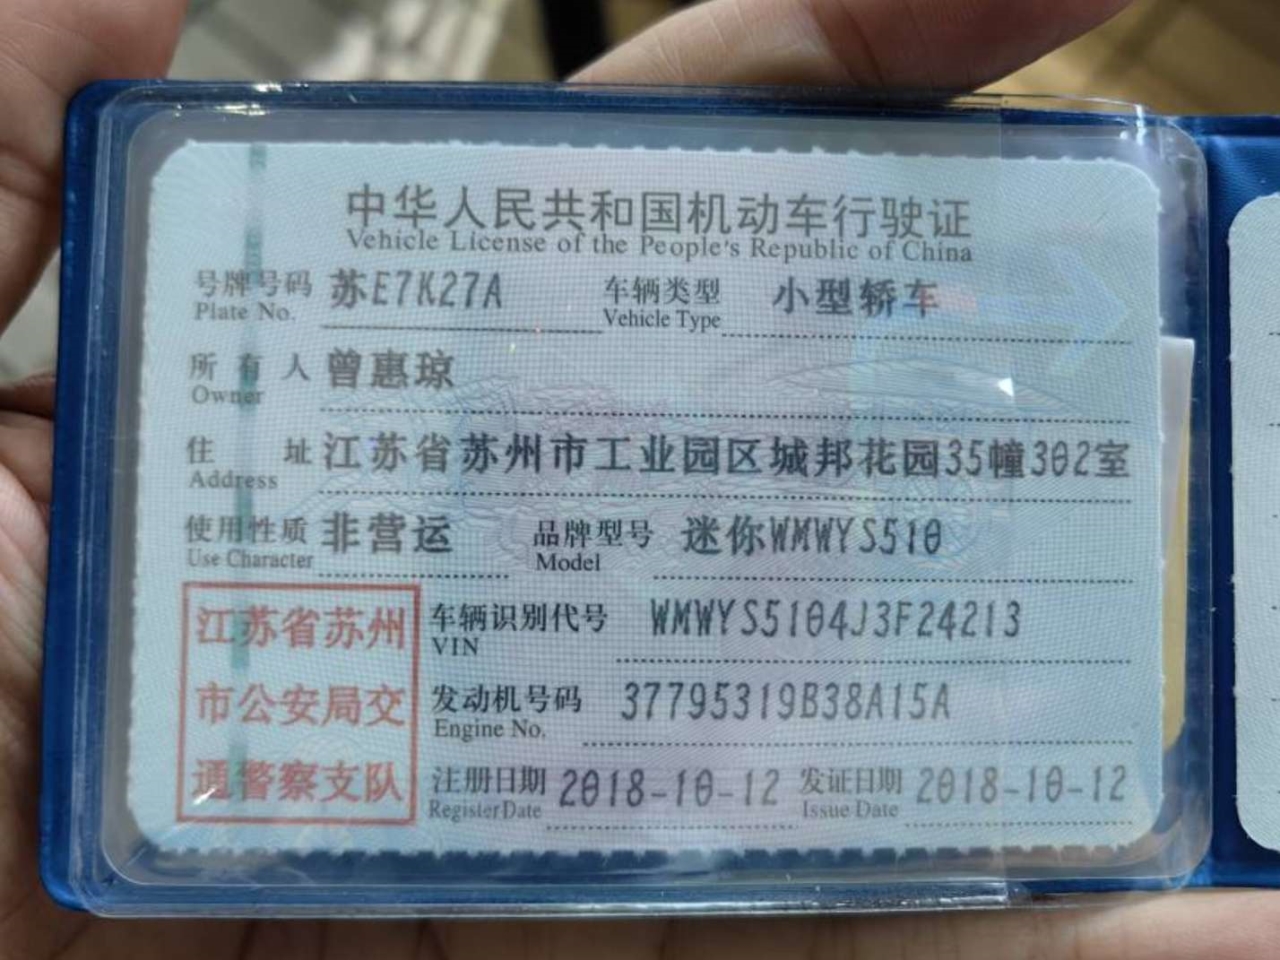 中华人民共和国机动车行驶证
Vehicle License of the People's Republic of China
号牌号码 苏E7K27A 车辆类型 小型轿车
Plate No. Vehicle Type
所有人 曾惠琼
Owner
住址 江苏省苏州市工业园区城邦花园35幢302室
Address
使用性质 非营运 品牌型号 迷你WMWYS510
Use Character Model
江苏省苏州
市公安局交
通警察支队
车辆识别代号 WMWYS5104J3F24213
VIN
发动机号码 37795319B38A15A
Engine No.
注册日期 2018-10-12 发证日期 2018-10-12
Register Date Issue Date